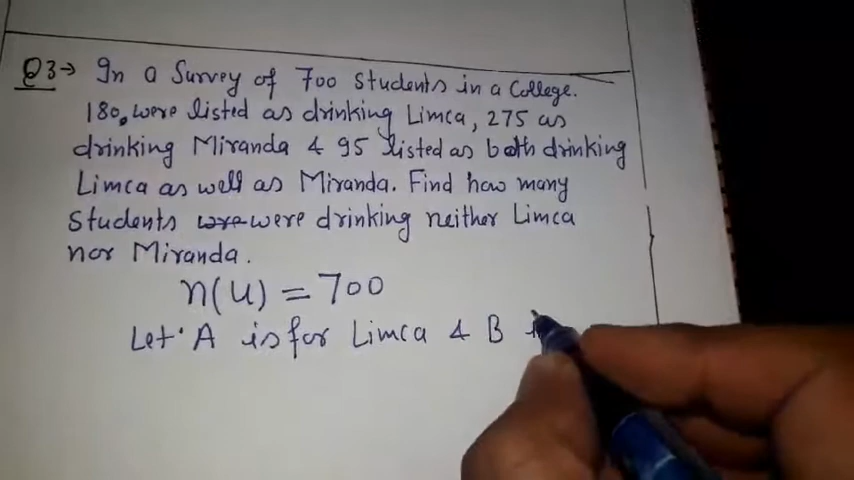 Q3→ In a Survey of 700 Students in a College.
180, were listed as drinking Limca, 275 as
drinking Miranda & 95 listed as both drinking
Limca as well as Miranda. Find how many
Students were were drinking neither Limca
nor Miranda.
n(U) = 700
Let A is for Limca & B